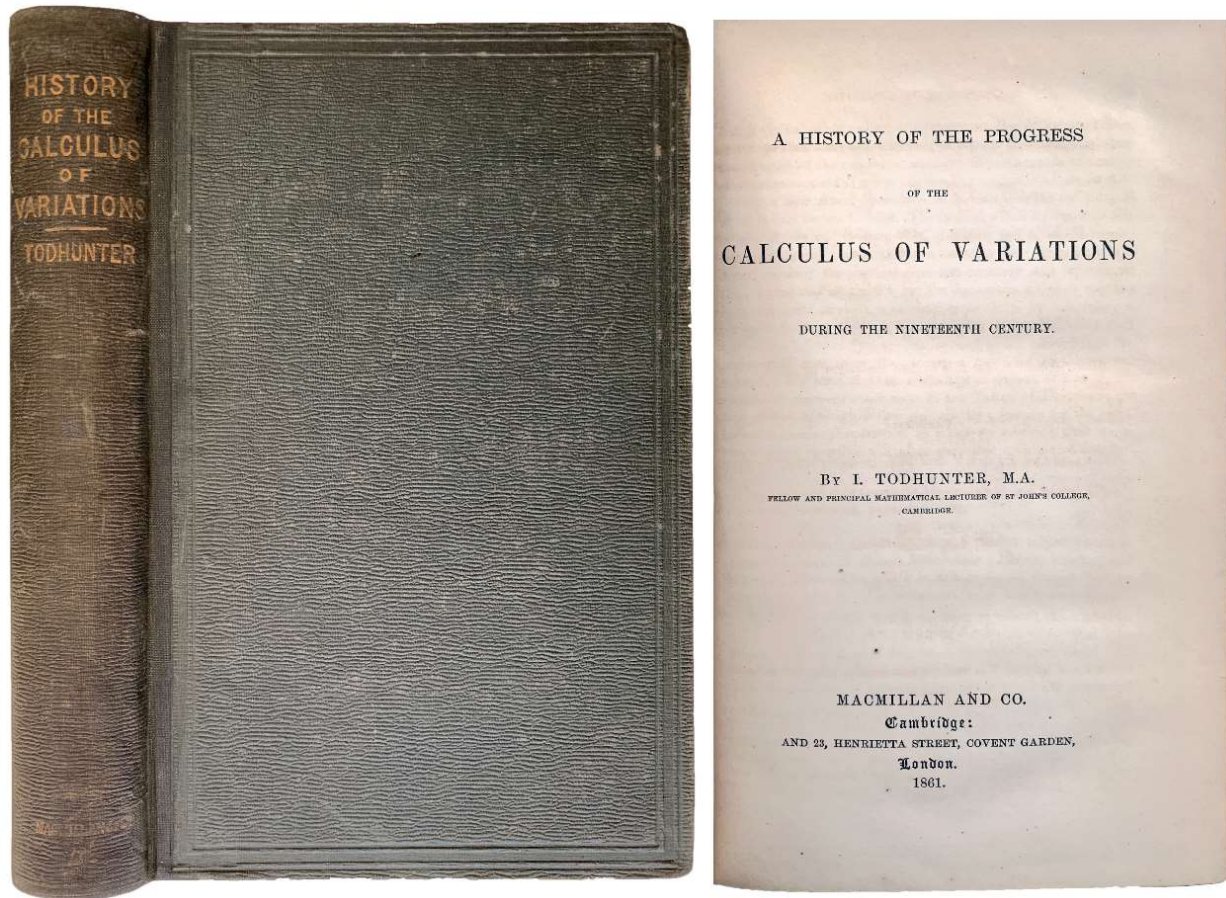 HISTORY
OF THE
CALCULUS
OF
VARIATIONS
TODHUNTER
A HISTORY OF THE PROGRESS
OF THE
CALCULUS OF VARIATIONS
DURING THE NINETEENTH CENTURY.
By I. TODHUNTER, M.A.
FELLOW AND PRINCIPAL MATHEMATICAL LECTURER OF ST JOHN'S COLLEGE,
CAMBRIDGE.
MACMILLAN AND CO.
Cambridge:
AND 23, HENRIETTA STREET, COVENT GARDEN,
London.
1861.